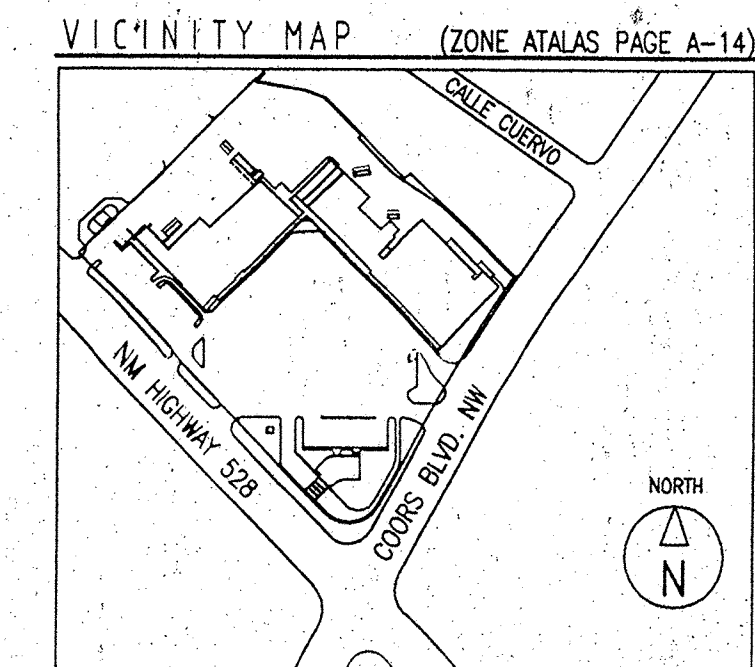 VICINITY MAP (ZONE ATALAS PAGE A-14)
CALLE CUERVO
NM HIGHWAY 528
COORS BLVD. NW
NORTH
N